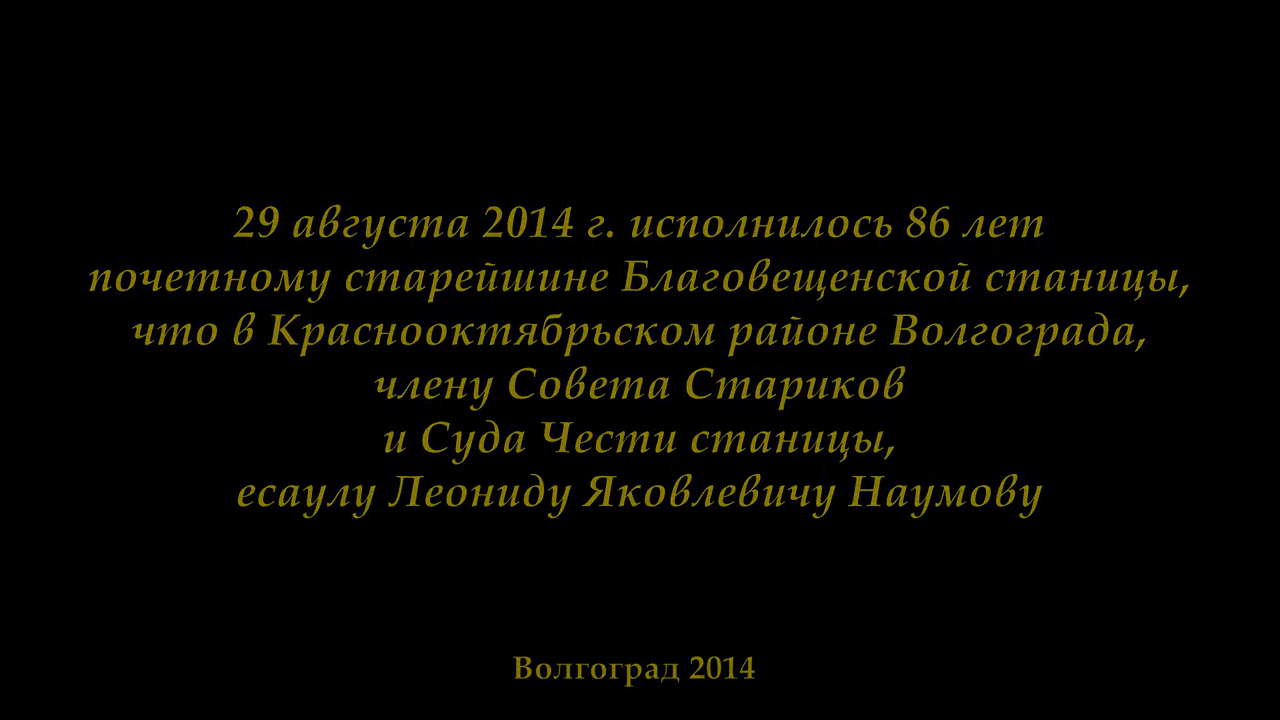 29 августа 2014 г. исполнилось 86 лет
почетному старейшине Благовещенской станицы,
что в Краснооктябрьском районе Волгограда,
члену Совета Стариков
и Суда Чести станицы,
есаулу Леониду Яковлевичу Наумову
Волгоград 2014